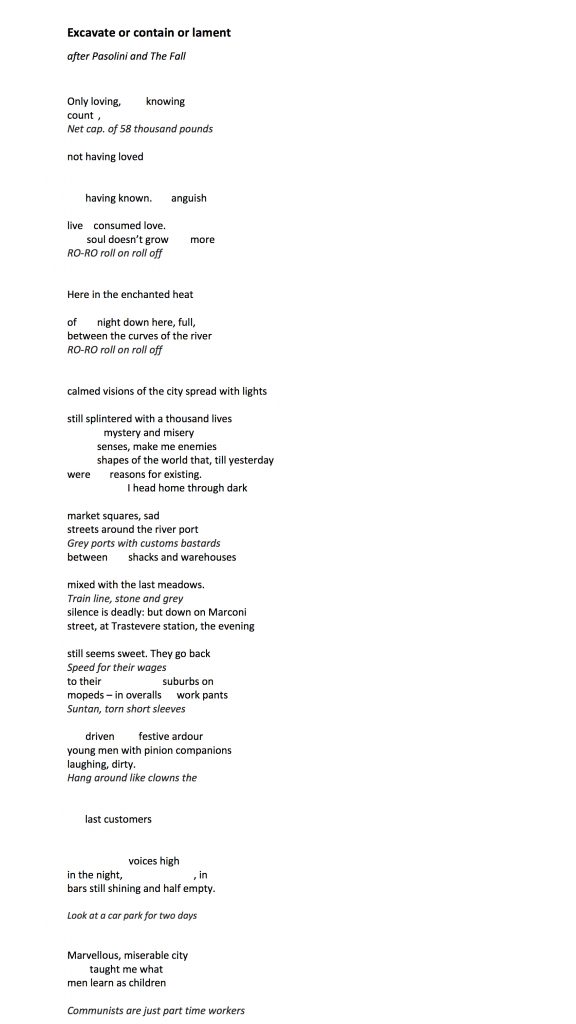 Excavate or contain or lament
after Pasolini and The Fall
Only loving, knowing
count ,
Net cap. of 58 thousand pounds
not having loved
having known. anguish
live consumed love.
soul doesn't grow more
RO-RO roll on roll off
Here in the enchanted heat
of night down here, full,
between the curves of the river
RO-RO roll on roll off
calmed visions of the city spread with lights
still splintered with a thousand lives
mystery and misery
senses, make me enemies
shapes of the world that, till yesterday
were reasons for existing.
I head home through dark
market squares, sad
streets around the river port
Grey ports with customs bastards
between shacks and warehouses
mixed with the last meadows.
Train line, stone and grey
silence is deadly: but down on Marconi
street, at Trastevere station, the evening
still seems sweet. They go back
Speed for their wages
to their suburbs on
mopeds – in overalls work pants
Suntan, torn short sleeves
driven festive ardour
young men with pinion companions
laughing, dirty.
Hang around like clowns the
last customers
voices high
in the night, , in
bars still shining and half empty.
Look at a car park for two days
Marvellous, miserable city
taught me what
men learn as children
Communists are just part time workers